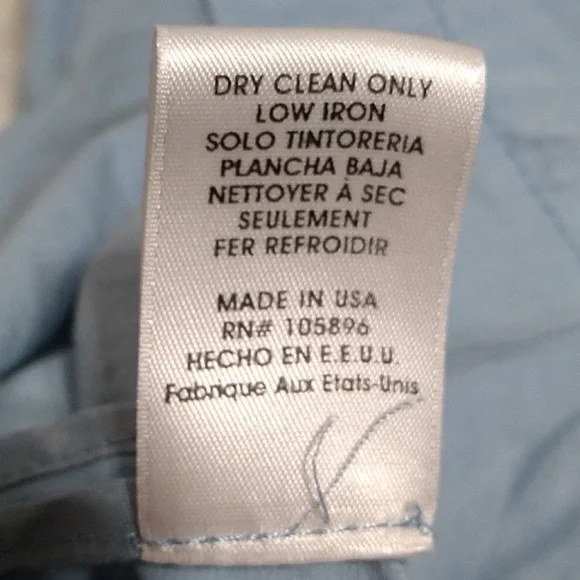 DRY CLEAN ONLY
LOW IRON
SOLO TINTORERIA
PLANCHA BAJA
NETTOYER À SEC
SEULEMENT
FER REFROIDIR
MADE IN USA
RN# 105896
HECHO EN E.E.U.U.
Fabrique Aux Etats-Unis